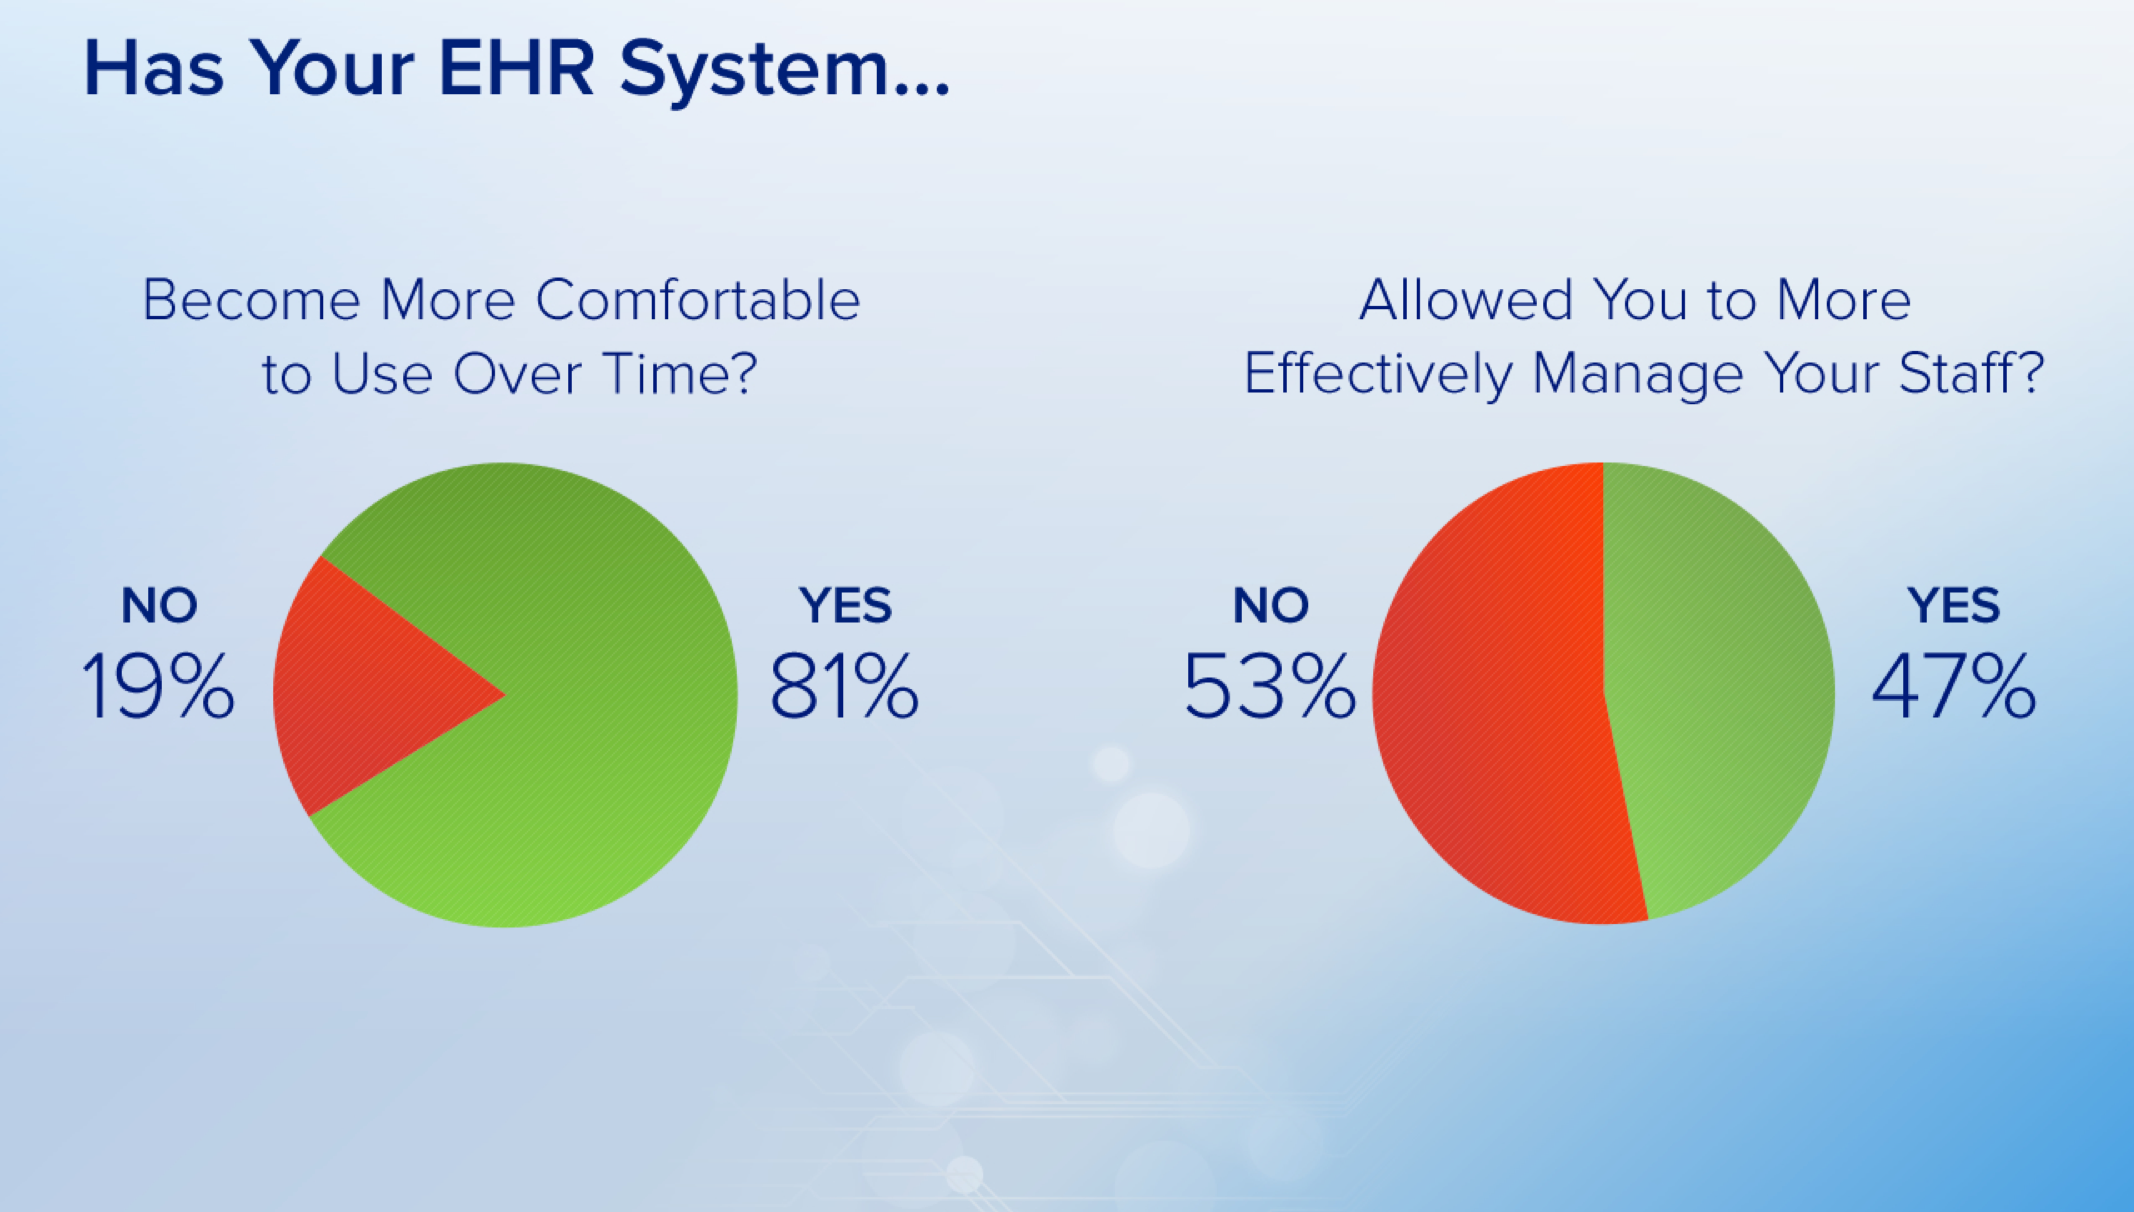 Has Your EHR System...
Become More Comfortable
to Use Over Time?
NO
19%
YES
81%
Allowed You to More
Effectively Manage Your Staff?
NO
53%
YES
47%